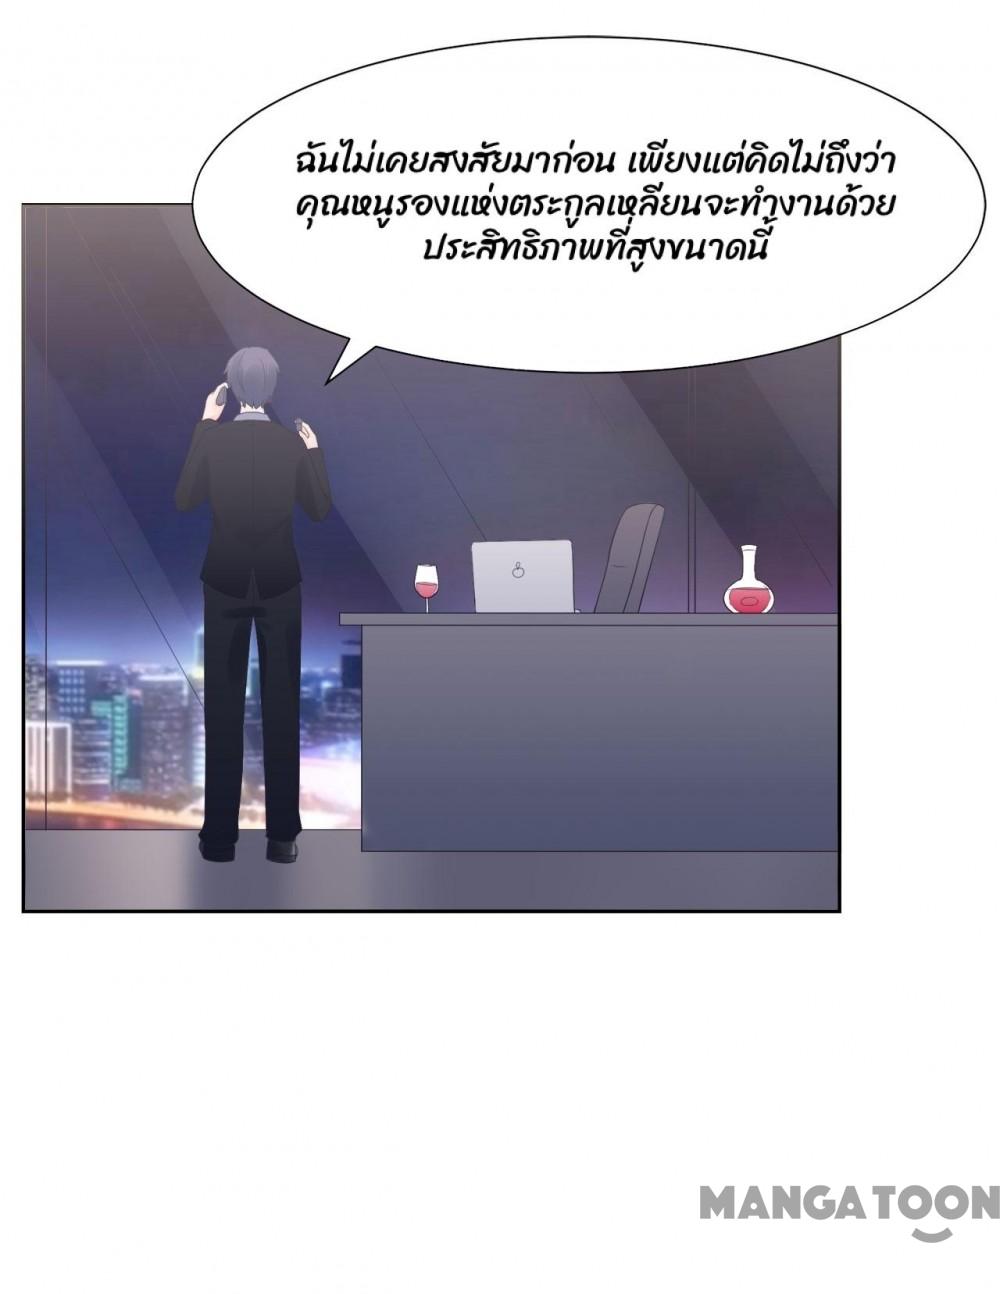 ฉันไม่เคยสงสัยมาก่อน เพียงแต่คิดไม่ถึงว่า
คุณหนูรองแห่งตระกูลเหลียนจะทำงานด้วย
ประสิทธิภาพที่สูงขนาดนี้
MANGATOON